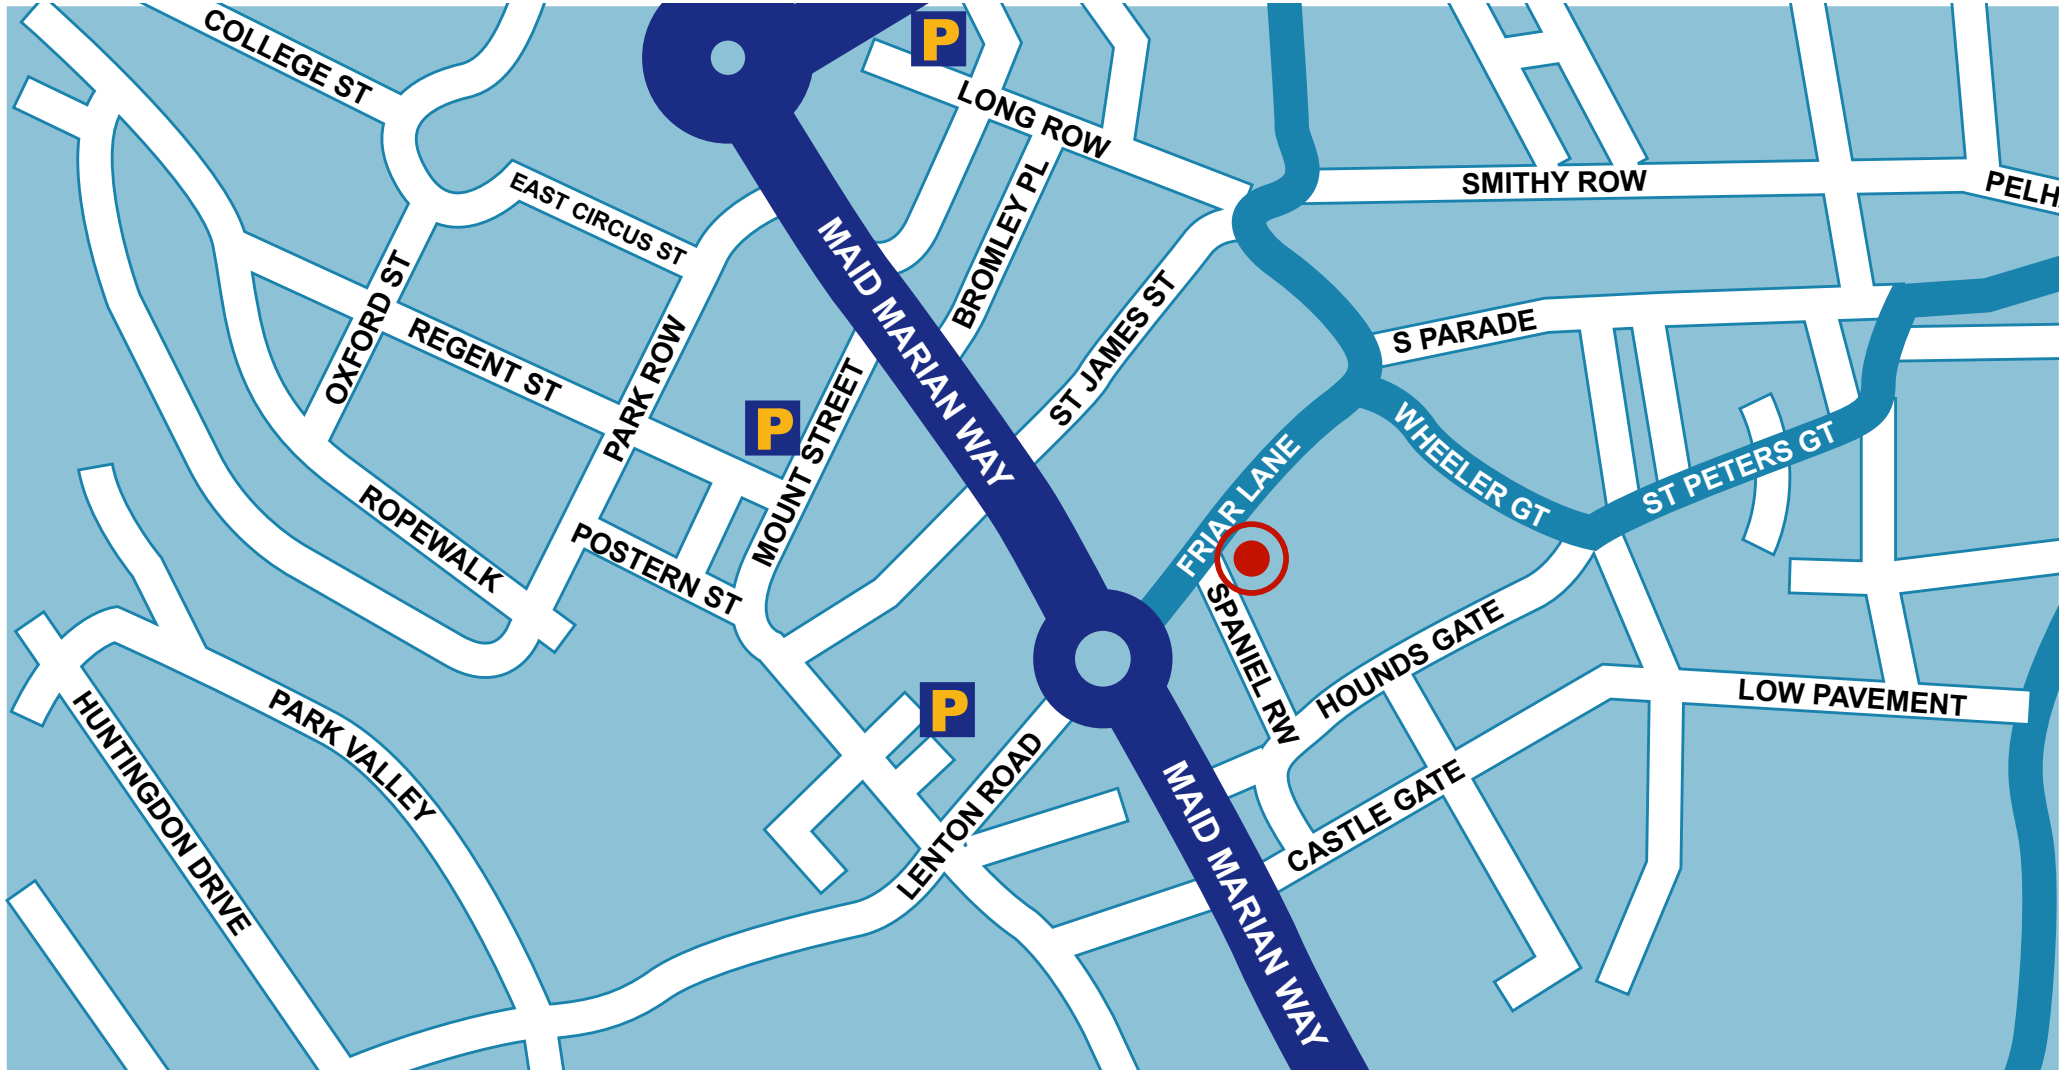 COLLEGE ST
P
LONG ROW
EAST CIRCUS ST
SMITHY ROW
PELH
BROMLEY PL
MAID MARIAN WAY
OXFORD ST
REGENT ST
PARK ROW
ST JAMES ST
S PARADE
P
MOUNT STREET
WHEELER GT
ST PETERS GT
FRIAR LANE
ROPEWALK
POSTERN ST
SPANIEL RW
HOUNDS GATE
LOW PAVEMENT
P
PARK VALLEY
HUNTINGDON DRIVE
LENTON ROAD
CASTLE GATE
MAID MARIAN WAY